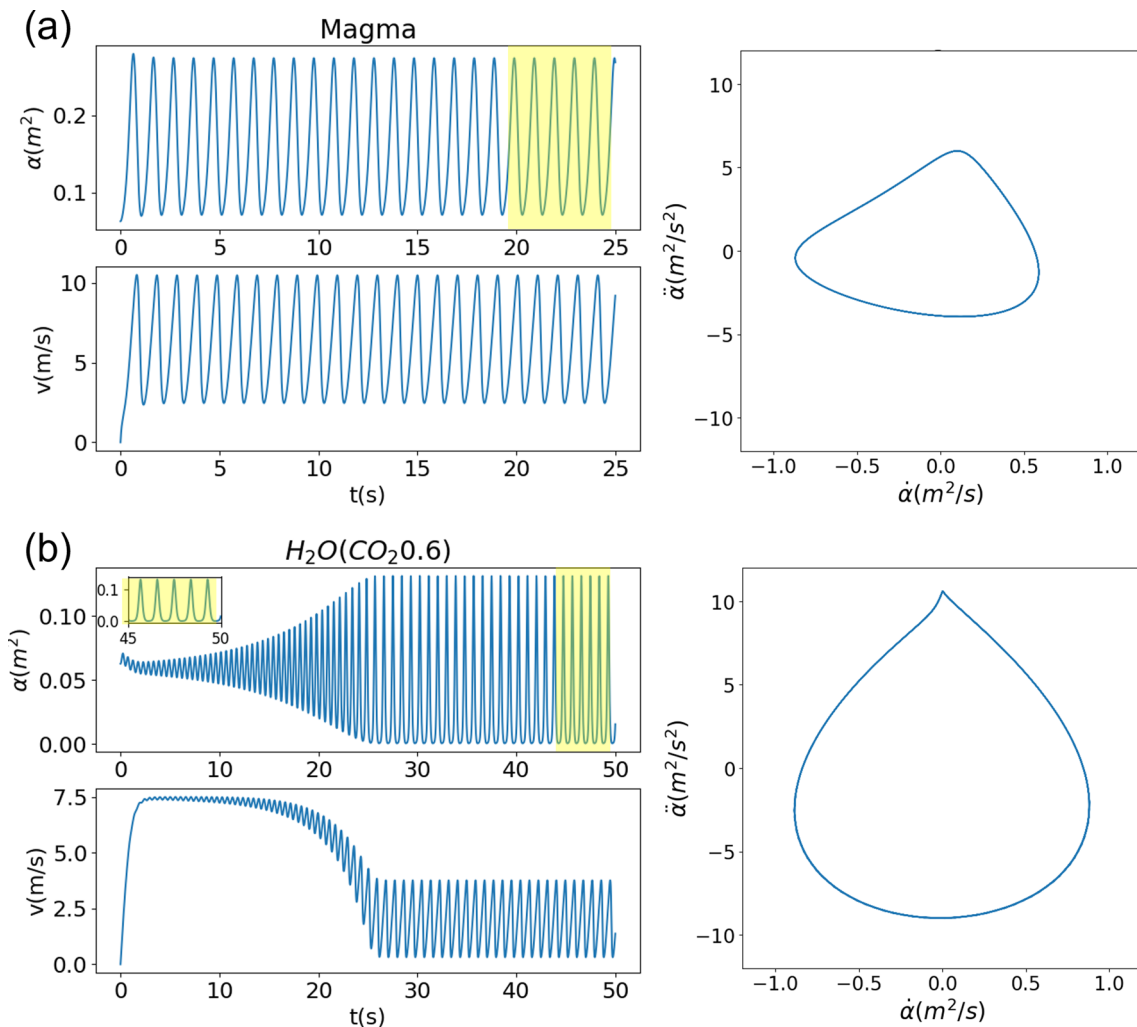 (a)
Magma
α(m²)
0.2
0.1
0 5 10 15 20 25
v(m/s)
10
5
0
0 5 10 15 20 25
t(s)
α̈(m²/s²)
10
5
0
−5
−10
−1.0 −0.5 0.0 0.5 1.0
α̇(m²/s)
(b)
H₂O(CO₂0.6)
α(m²)
0.10
0.05
0.00
0.1
0.0
45 50
0 10 20 30 40 50
v(m/s)
7.5
5.0
2.5
0.0
0 10 20 30 40 50
t(s)
α̈(m²/s²)
10
5
0
−5
−10
−1.0 −0.5 0.0 0.5 1.0
α̇(m²/s)